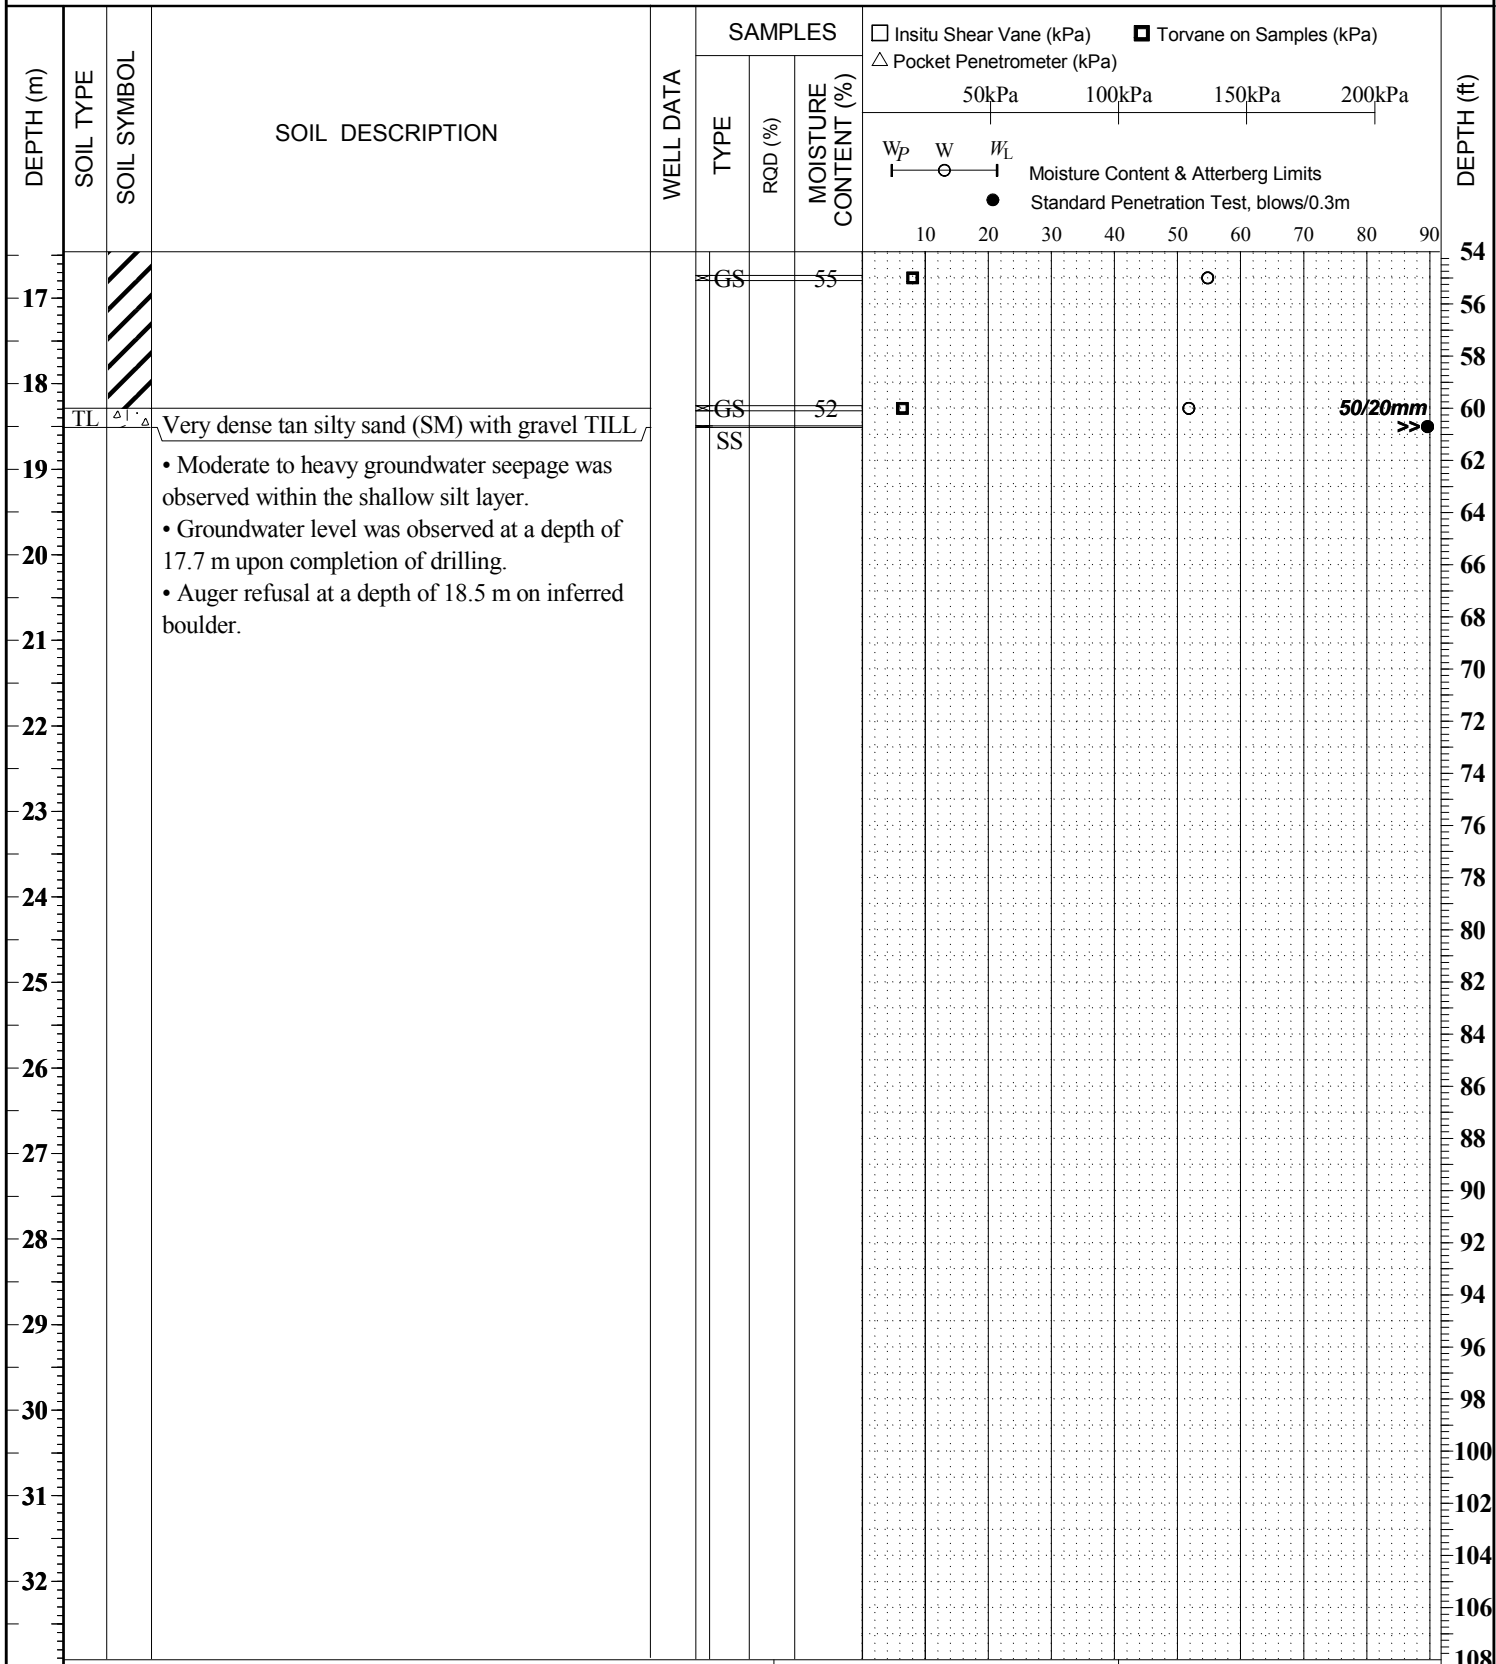 DEPTH (m)
SOIL TYPE
SOIL SYMBOL
SOIL DESCRIPTION
WELL DATA
SAMPLES
TYPE
RQD (%)
MOISTURE
CONTENT (%)
Insitu Shear Vane (kPa)
Torvane on Samples (kPa)
Pocket Penetrometer (kPa)
50kPa 100kPa 150kPa 200kPa
WP W WL
Moisture Content & Atterberg Limits
Standard Penetration Test, blows/0.3m
10 20 30 40 50 60 70 80 90
DEPTH (ft)
54
GS 55
17
56
58
18
GS 52
50/20mm
60
TL
Very dense tan silty sand (SM) with gravel TILL
>>
SS
• Moderate to heavy groundwater seepage was
observed within the shallow silt layer.
• Groundwater level was observed at a depth of
17.7 m upon completion of drilling.
• Auger refusal at a depth of 18.5 m on inferred
boulder.
19
62
64
20
66
68
21
70
22
72
74
23
76
78
24
80
25
82
84
26
86
27
88
90
28
92
94
29
96
30
98
100
31
102
104
32
106
108